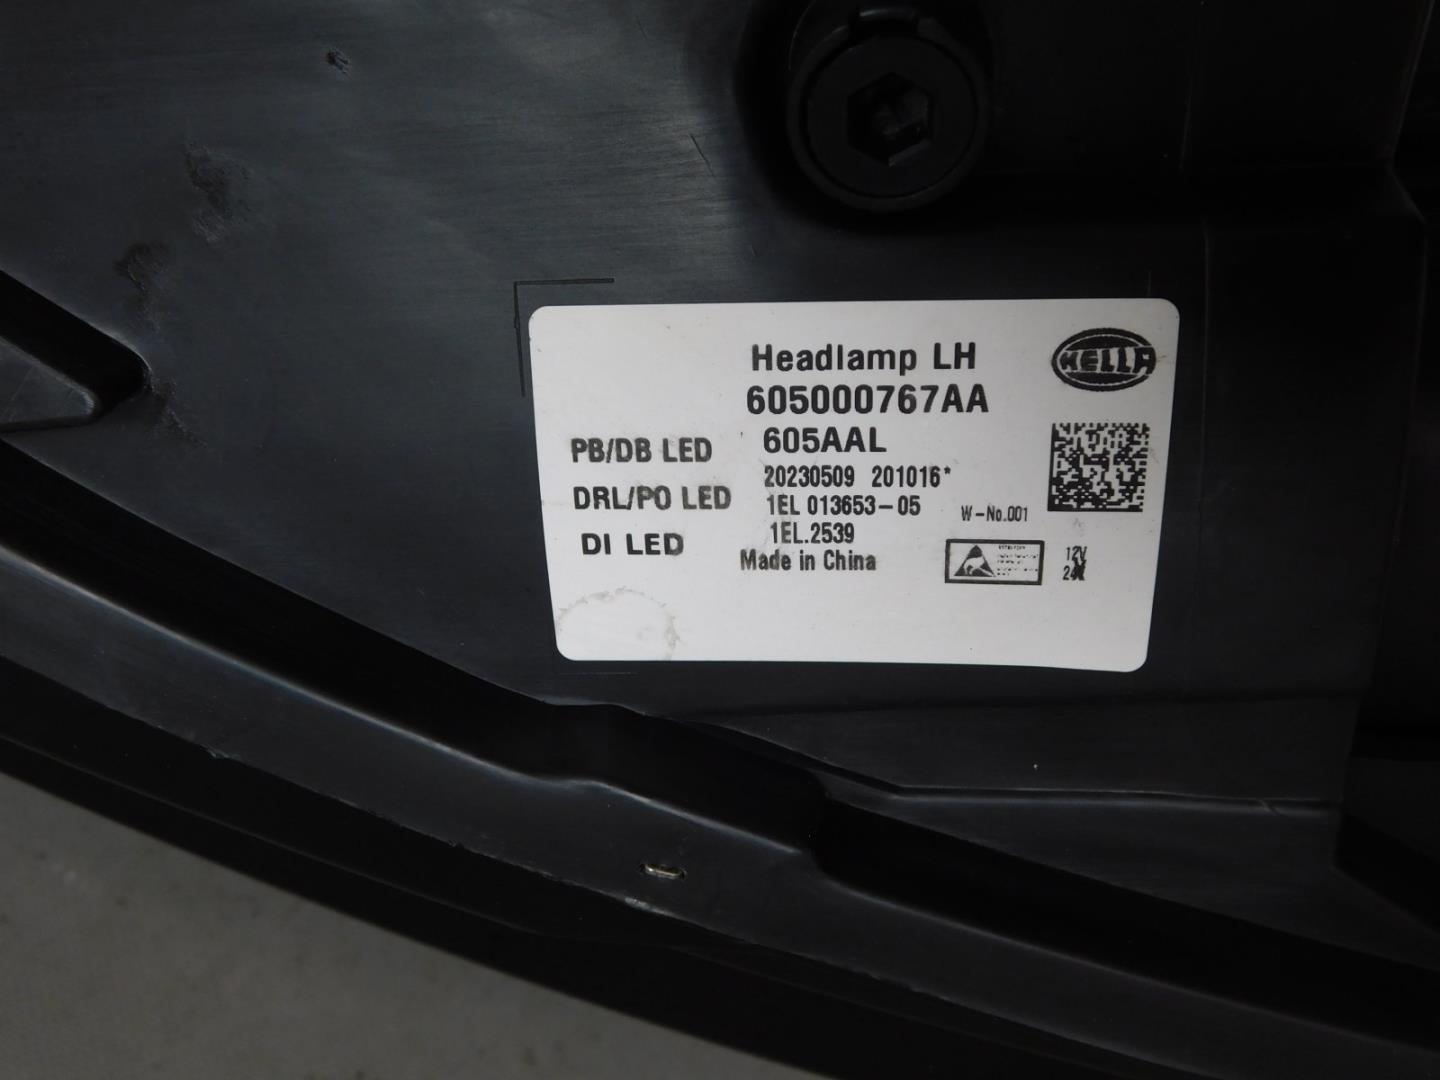 Headlamp LH
HELLA
605000767AA
PB/DB LED
605AAL
20230509 201016*
DRL/PO LED
1EL 013653-05
W-No.001
DI LED
1EL.2539
Made in China
12V